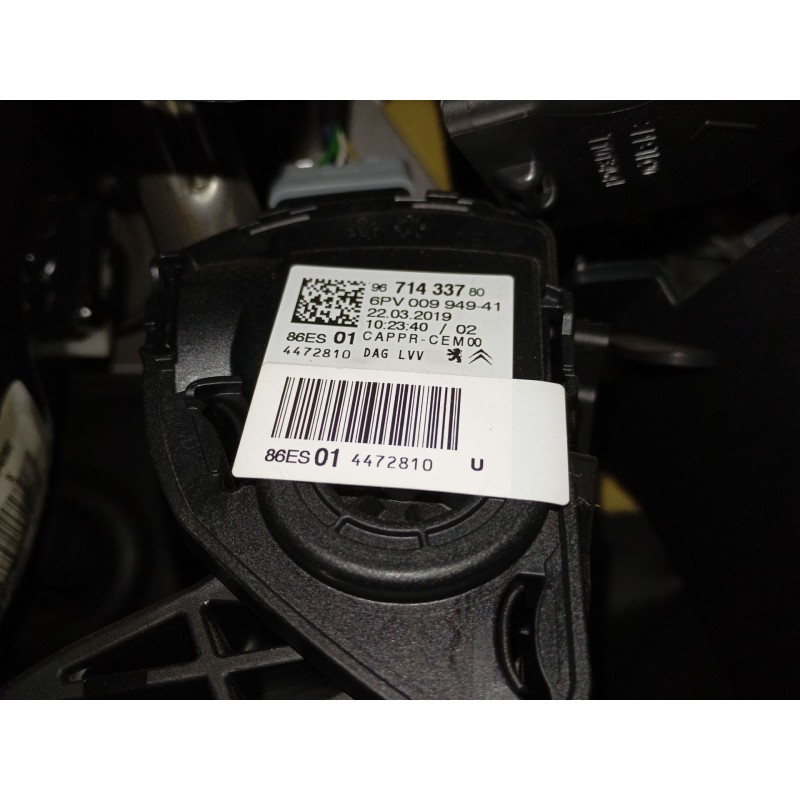 96 714 337 80
6PV 009 949-41
22.03.2019
10:23:40 / 02
86ES 01 CAPPR-CEM00
4472810 DAG LVV
86ES 01 4472810 U